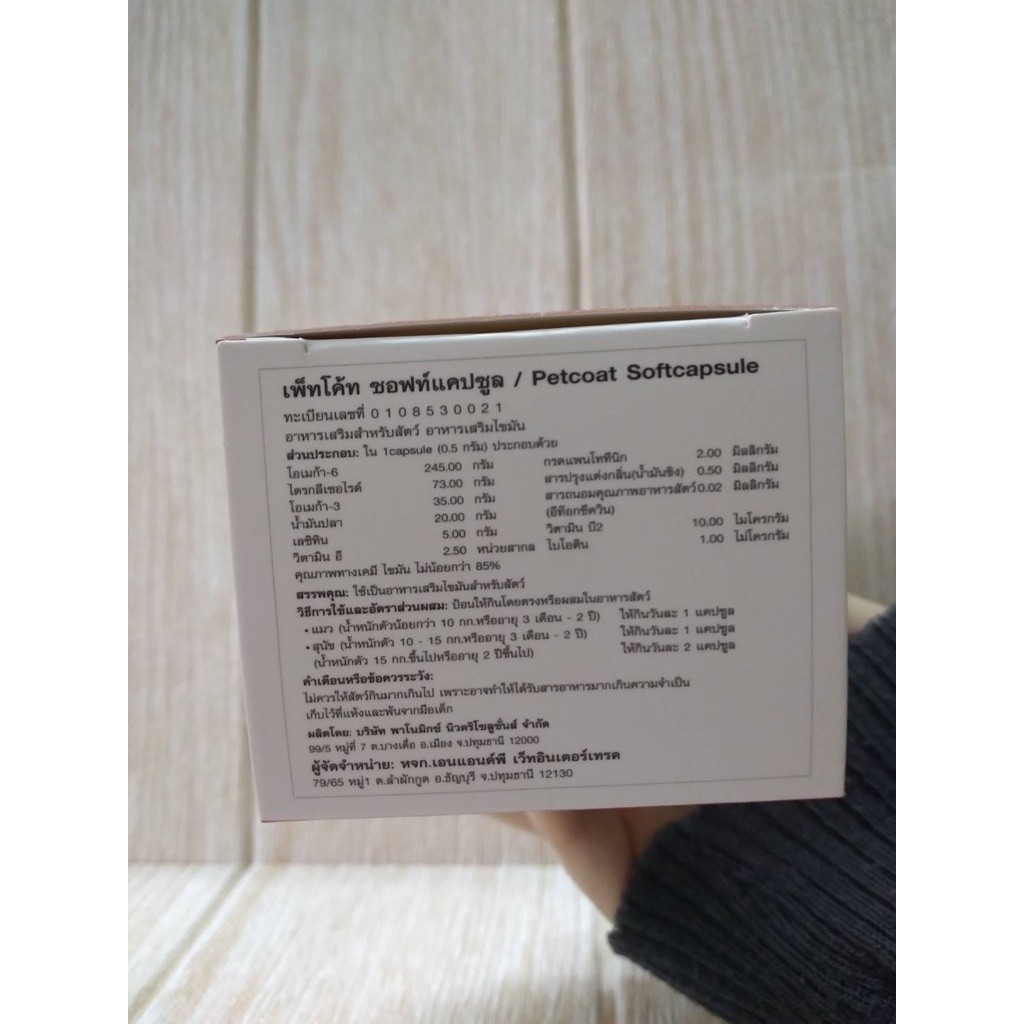 เพ็ทโค้ท ซอฟท์แคปซูล / Petcoat Softcapsule
ทะเบียนเลขที่ 0 1 0 8 5 3 0 0 2 1
อาหารเสริมสำหรับสัตว์ อาหารเสริมไขมัน
ส่วนประกอบ: ใน 1capsule (0.5 กรัม) ประกอบด้วย
โอเมก้า-6 245.00 กรัม กรดแพนโททีนิก 2.00 มิลลิกรัม
ไตรกลีเซอไรด์ 73.00 กรัม สารปรุงแต่งกลิ่น(น้ำมันขิง) 0.50 มิลลิกรัม
โอเมก้า-3 35.00 กรัม สารถนอมคุณภาพอาหารสัตว์ 0.02 มิลลิกรัม
น้ำมันปลา 20.00 กรัม (อีท็อกซีควิน)
เลซิทิน 5.00 กรัม วิตามิน บี2 10.00 ไมโครกรัม
วิตามิน อี 2.50 หน่วยสากล ไบโอติน 1.00 ไมโครกรัม
คุณภาพทางเคมี ไขมัน ไม่น้อยกว่า 85%
สรรพคุณ: ใช้เป็นอาหารเสริมไขมันสำหรับสัตว์
วิธีการใช้และอัตราส่วนผสม: ป้อนให้กินโดยตรงหรือผสมในอาหารสัตว์
• แมว (น้ำหนักตัวน้อยกว่า 10 กก.หรืออายุ 3 เดือน - 2 ปี) ให้กินวันละ 1 แคปซูล
• สุนัข (น้ำหนักตัว 10 - 15 กก.หรืออายุ 3 เดือน - 2 ปี) ให้กินวันละ 1 แคปซูล
(น้ำหนักตัว 15 กก.ขึ้นไปหรืออายุ 2 ปีขึ้นไป) ให้กินวันละ 2 แคปซูล
คำเตือนหรือข้อควรระวัง:
ไม่ควรให้สัตว์กินมากเกินไป เพราะอาจทำให้ได้รับสารอาหารมากเกินความจำเป็น
เก็บไว้ที่แห้งและพ้นจากมือเด็ก
ผลิตโดย: บริษัท พาโนมิกซ์ นิวตริโซลูชั่นส์ จำกัด
99/5 หมู่ที่ 7 ต.บางเดื่อ อ.เมือง จ.ปทุมธานี 12000
ผู้จัดจำหน่าย: หจก.เอนแอนด์พี เว็ทอินเตอร์เทรด
79/65 หมู่1 ต.ลำผักกูด อ.ธัญบุรี จ.ปทุมธานี 12130